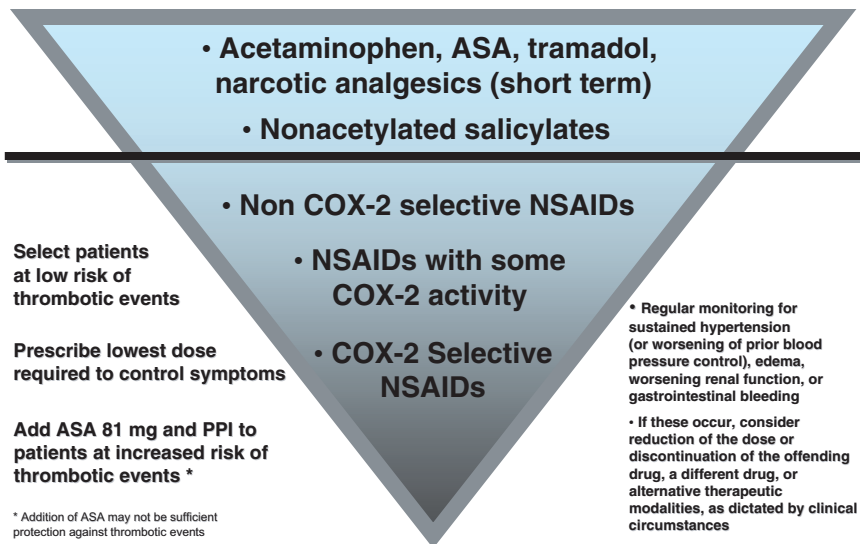 • Acetaminophen, ASA, tramadol,
narcotic analgesics (short term)
• Nonacetylated salicylates
• Non COX-2 selective NSAIDs
• NSAIDs with some
COX-2 activity
• COX-2 Selective
NSAIDs
Select patients
at low risk of
thrombotic events
Prescribe lowest dose
required to control symptoms
Add ASA 81 mg and PPI to
patients at increased risk of
thrombotic events *
* Addition of ASA may not be sufficient
protection against thrombotic events
• Regular monitoring for
sustained hypertension
(or worsening of prior blood
pressure control), edema,
worsening renal function, or
gastrointestinal bleeding
• If these occur, consider
reduction of the dose or
discontinuation of the offending
drug, a different drug, or
alternative therapeutic
modalities, as dictated by clinical
circumstances